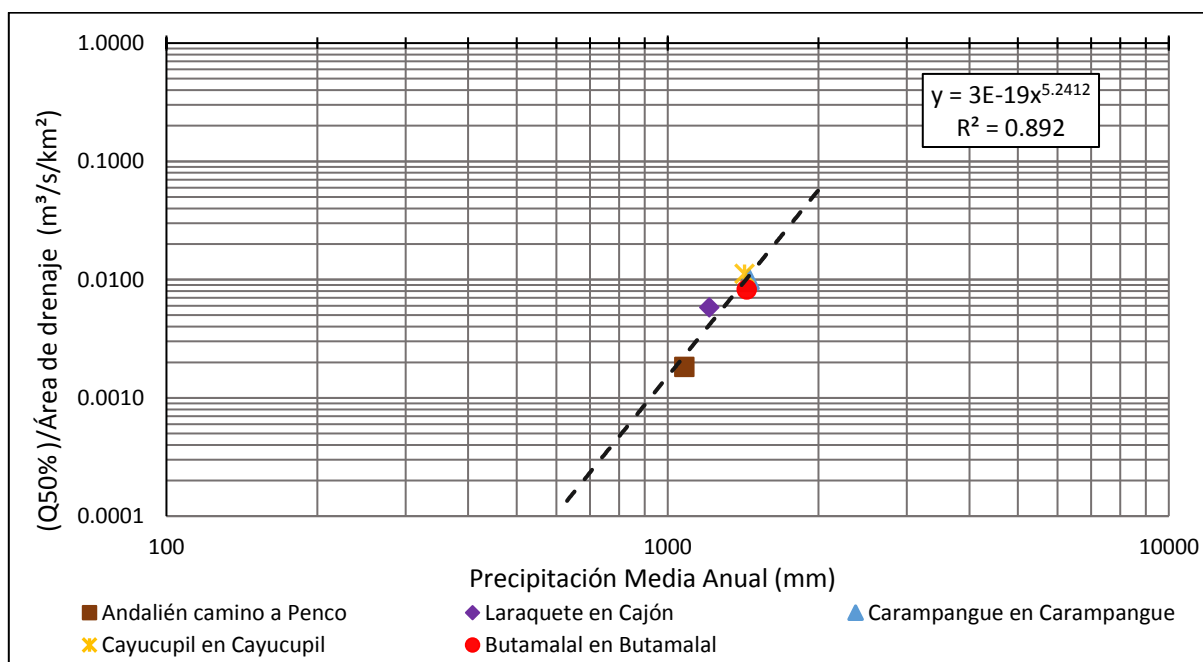 1.0000
0.1000
0.0100
0.0010
0.0001
(Q50% )/Área de drenaje (m³/s/km²)
y = 3E-19x^5.2412
R² = 0.892
100 1000 10000
Precipitación Media Anual (mm)
Andalién camino a Penco Laraquete en Cajón Carampangue en Carampangue
Cayucupil en Cayucupil Butamalal en Butamalal